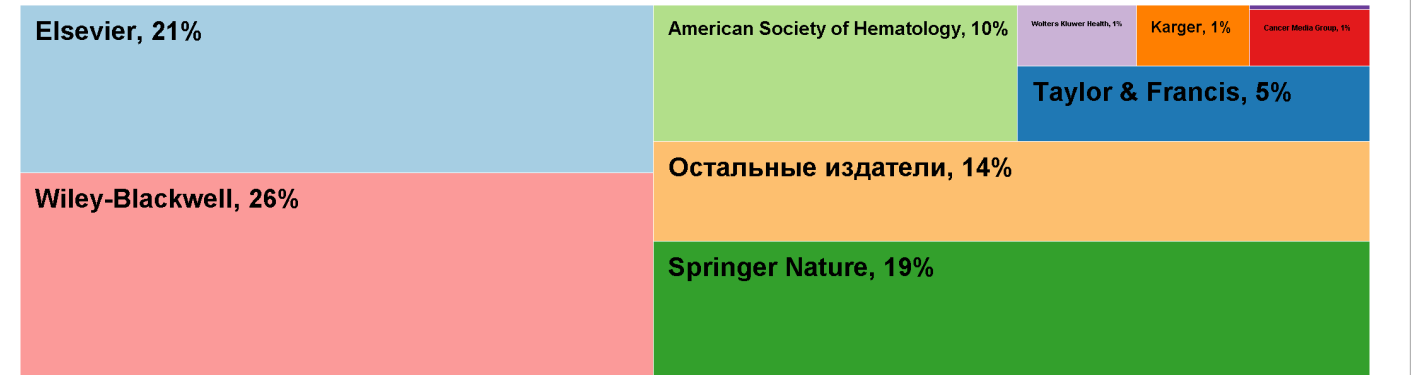 Elsevier, 21%
American Society of Hematology, 10%
Wolters Kluwer Health, 1%
Karger, 1%
Cancer Media Group, 1%
Taylor & Francis, 5%
Остальные издатели, 14%
Wiley-Blackwell, 26%
Springer Nature, 19%